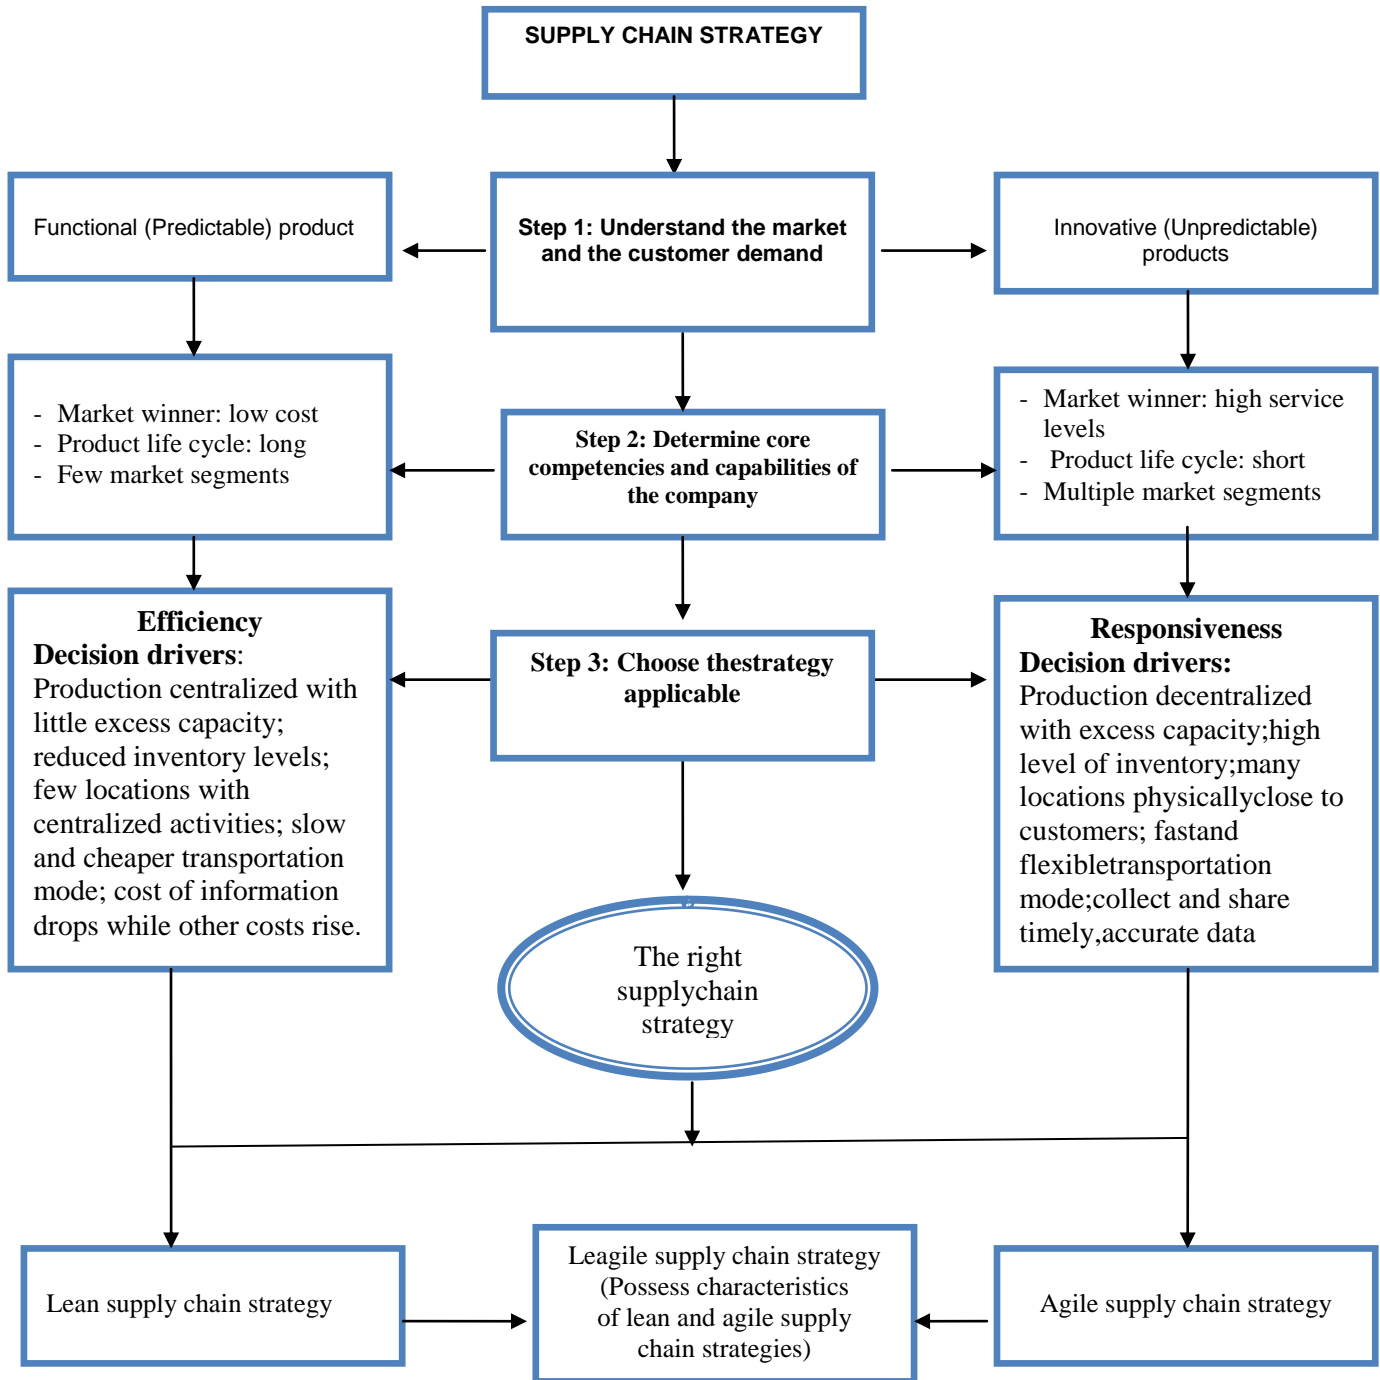 SUPPLY CHAIN STRATEGY
Functional (Predictable) product
Step 1: Understand the market
and the customer demand
Innovative (Unpredictable)
products
- Market winner: low cost
- Product life cycle: long
- Few market segments
Step 2: Determine core
competencies and capabilities of
the company
- Market winner: high service
levels
- Product life cycle: short
- Multiple market segments
Efficiency
Decision drivers:
Production centralized with
little excess capacity;
reduced inventory levels;
few locations with
centralized activities; slow
and cheaper transportation
mode; cost of information
drops while other costs rise.
Step 3: Choose thestrategy
applicable
Responsiveness
Decision drivers:
Production decentralized
with excess capacity;high
level of inventory;many
locations physicallyclose to
customers; fastand
flexibletransportation
mode;collect and share
timely,accurate data
The right
supplychain
strategy
Lean supply chain strategy
Leagile supply chain strategy
(Possess characteristics
of lean and agile supply
chain strategies)
Agile supply chain strategy